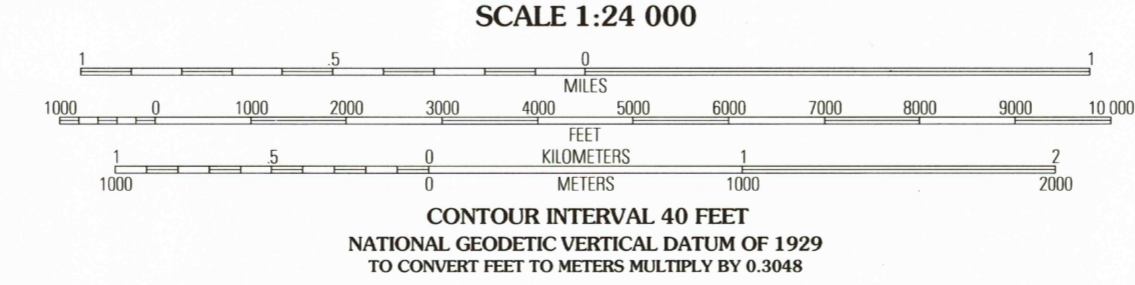 SCALE 1:24 000
1 .5 0 1
MILES
1000 0 1000 2000 3000 4000 5000 6000 7000 8000 9000 10 000
FEET
1 .5 0 KILOMETERS 1 2
1000 0 METERS 1000 2000
CONTOUR INTERVAL 40 FEET
NATIONAL GEODETIC VERTICAL DATUM OF 1929
TO CONVERT FEET TO METERS MULTIPLY BY 0.3048